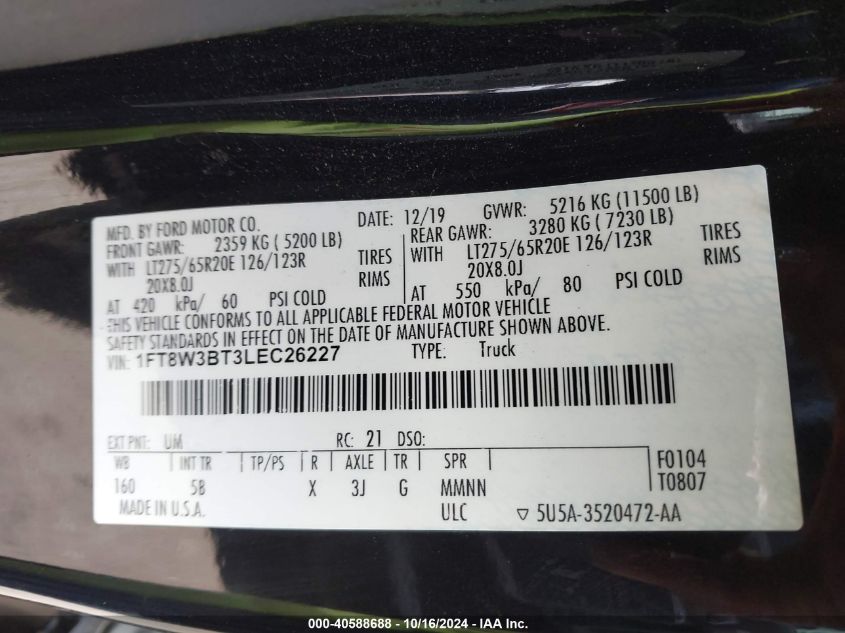 MFD. BY FORD MOTOR CO.
DATE: 12/19 GVWR: 5216 KG (11500 LB)
FRONT GAWR: 2359 KG ( 5200 LB)
REAR GAWR: 3280 KG ( 7230 LB)
WITH LT275/65R20E 126/123R TIRES
WITH LT275/65R20E 126/123R TIRES
20X8.0J RIMS
20X8.0J RIMS
AT 420 kPa/ 60 PSI COLD
AT 550 kPa/ 80 PSI COLD
THIS VEHICLE CONFORMS TO ALL APPLICABLE FEDERAL MOTOR VEHICLE
SAFETY STANDARDS IN EFFECT ON THE DATE OF MANUFACTURE SHOWN ABOVE.
VIN: 1FT8W3BT3LEC26227 TYPE: Truck
EXT PNT: UM RC: 21 DSO:
WB INT TR TP/PS R AXLE TR SPR F0104
160 5B X 3J G MMNN T0807
MADE IN U.S.A. ULC ▽ 5U5A-3520472-AA
000-40588688 - 10/16/2024 - IAA Inc.